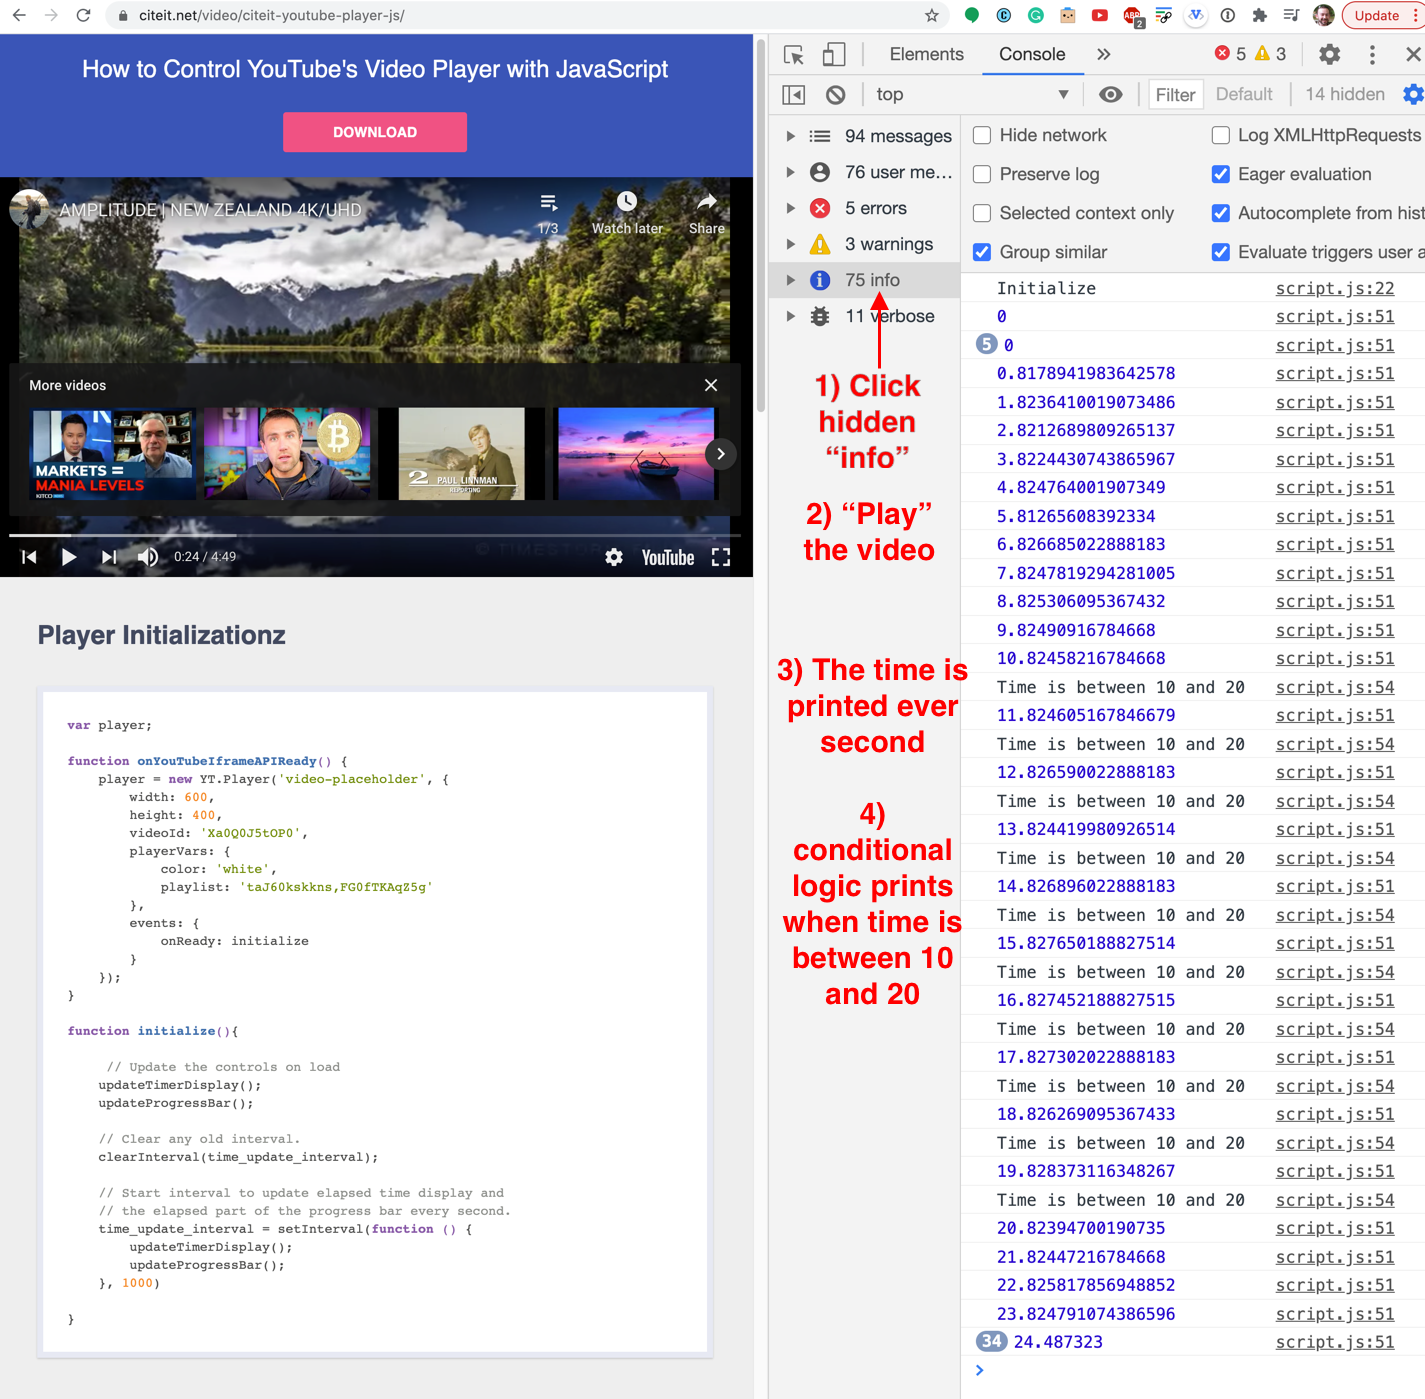 citeit.net/video/citeit-youtube-player-js/
2
Update
How to Control YouTube's Video Player with JavaScript
DOWNLOAD
AMPLITUDE | NEW ZEALAND 4K/UHD
1/3
Watch later
Share
More videos
MARKETS =
MANIA LEVELS
KITCO
2 PAUL LINNMAN
REPORTING
0:24 / 4:49
YouTube
Player Initializationz
var player;
function onYouTubeIframeAPIReady() {
player = new YT.Player('video-placeholder', {
width: 600,
height: 400,
videoId: 'Xa0Q0J5tOP0',
playerVars: {
color: 'white',
playlist: 'taJ60kskkns,FG0fTKAqZ5g'
},
events: {
onReady: initialize
}
});
}
function initialize(){
// Update the controls on load
updateTimerDisplay();
updateProgressBar();
// Clear any old interval.
clearInterval(time_update_interval);
// Start interval to update elapsed time display and
// the elapsed part of the progress bar every second.
time_update_interval = setInterval(function () {
updateTimerDisplay();
updateProgressBar();
}, 1000)
}
Elements Console 5 3
top Filter Default 14 hidden
94 messages
76 user me…
5 errors
3 warnings
75 info
11 verbose
1) Click
hidden
“info”
2) “Play”
the video
3) The time is
printed ever
second
4)
conditional
logic prints
when time is
between 10
and 20
Hide network Log XMLHttpRequests
Preserve log Eager evaluation
Selected context only Autocomplete from hist
Group similar Evaluate triggers user a
Initialize script.js:22
0 script.js:51
5 0 script.js:51
0.8178941983642578 script.js:51
1.8236410019073486 script.js:51
2.8212689809265137 script.js:51
3.8224430743865967 script.js:51
4.824764001907349 script.js:51
5.81265608392334 script.js:51
6.826685022888183 script.js:51
7.8247819294281005 script.js:51
8.825306095367432 script.js:51
9.82490916784668 script.js:51
10.82458216784668 script.js:51
Time is between 10 and 20 script.js:54
11.824605167846679 script.js:51
Time is between 10 and 20 script.js:54
12.826590022888183 script.js:51
Time is between 10 and 20 script.js:54
13.824419980926514 script.js:51
Time is between 10 and 20 script.js:54
14.826896022888183 script.js:51
Time is between 10 and 20 script.js:54
15.827650188827514 script.js:51
Time is between 10 and 20 script.js:54
16.827452188827515 script.js:51
Time is between 10 and 20 script.js:54
17.827302022888183 script.js:51
Time is between 10 and 20 script.js:54
18.826269095367433 script.js:51
Time is between 10 and 20 script.js:54
19.828373116348267 script.js:51
Time is between 10 and 20 script.js:54
20.82394700190735 script.js:51
21.82447216784668 script.js:51
22.825817856948852 script.js:51
23.824791074386596 script.js:51
34 24.487323 script.js:51